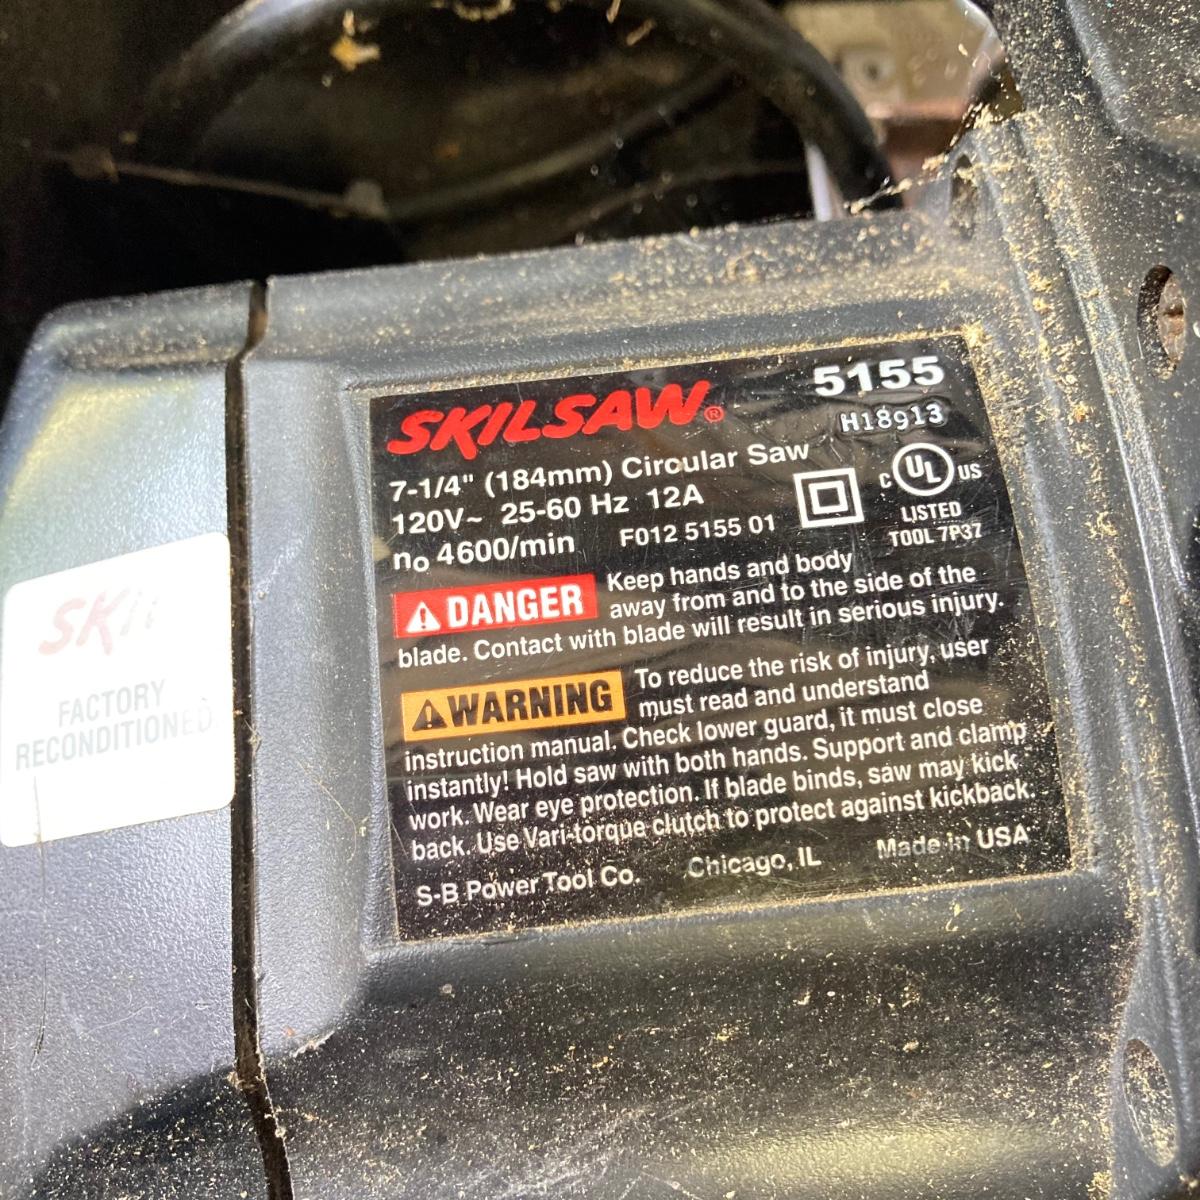 SKILSAW®
5155
H18913
7-1/4" (184mm) Circular Saw
120V~ 25-60 Hz 12A
no 4600/min F012 5155 01
C UL US
LISTED
TOOL 7P37
DANGER Keep hands and body
away from and to the side of the
blade. Contact with blade will result in serious injury.
WARNING To reduce the risk of injury, user
must read and understand
instruction manual. Check lower guard, it must close
instantly! Hold saw with both hands. Support and clamp
work. Wear eye protection. If blade binds, saw may kick
back. Use Vari-torque clutch to protect against kickback.
S-B Power Tool Co. Chicago, IL Made in USA
SKIL
FACTORY
RECONDITIONED